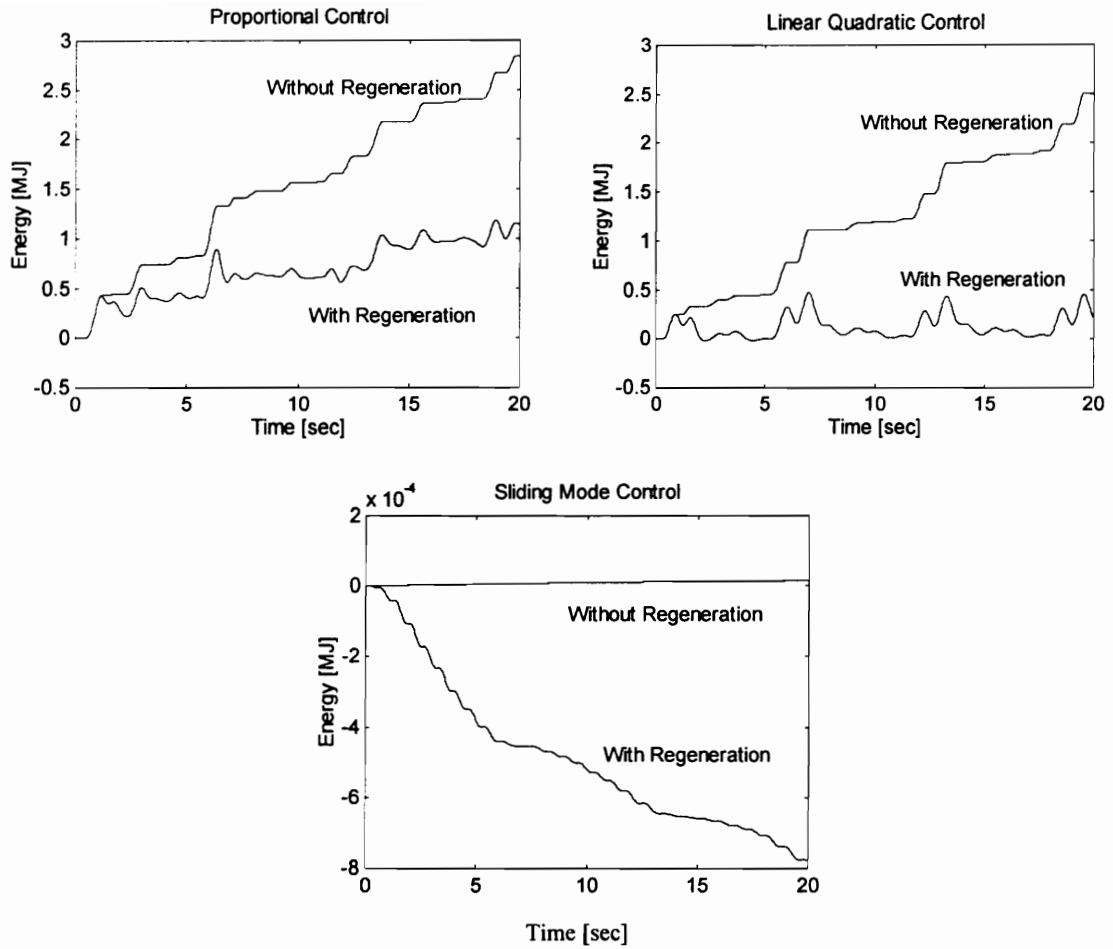 Proportional Control
3
2.5
2
1.5
1
0.5
0
-0.5
Energy [MJ]
Without Regeneration
With Regeneration
0 5 10 15 20
Time [sec]
Linear Quadratic Control
3
2.5
2
1.5
1
0.5
0
-0.5
Energy [MJ]
Without Regeneration
With Regeneration
0 5 10 15 20
Time [sec]
x 10-4
Sliding Mode Control
2
0
-2
-4
-6
-8
Energy [MJ]
Without Regeneration
With Regeneration
0 5 10 15 20
Time [sec]